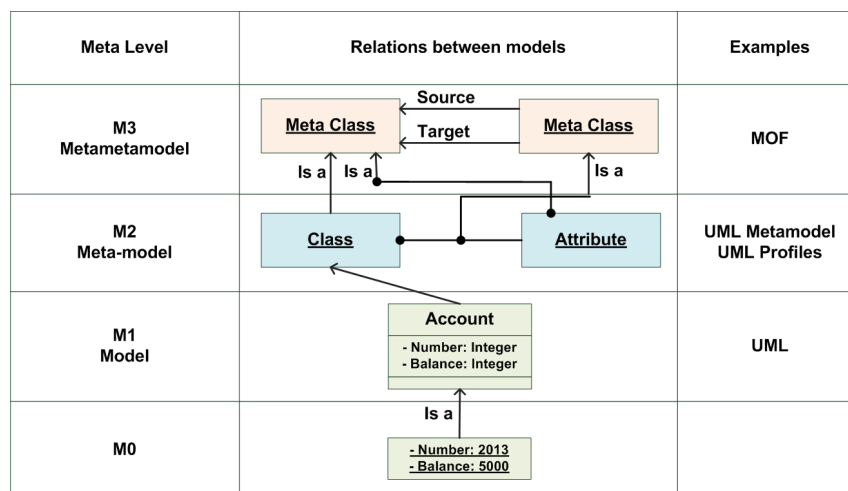 Meta Level
Relations between models
Examples
M3
Metametamodel
Meta Class
Source
Target
Meta Class
MOF
Is a
Is a
Is a
M2
Meta-model
Class
Attribute
UML Metamodel
UML Profiles
M1
Model
Account
- Number: Integer
- Balance: Integer
UML
Is a
M0
- Number: 2013
- Balance: 5000